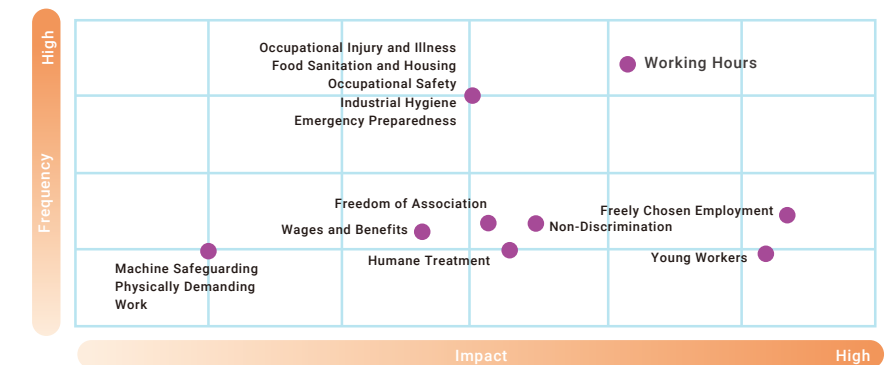 High
Frequency
Occupational Injury and Illness
Food Sanitation and Housing
Occupational Safety
Industrial Hygiene
Emergency Preparedness
Working Hours
Freedom of Association
Wages and Benefits
Humane Treatment
Non-Discrimination
Freely Chosen Employment
Young Workers
Machine Safeguarding
Physically Demanding
Work
Impact
High